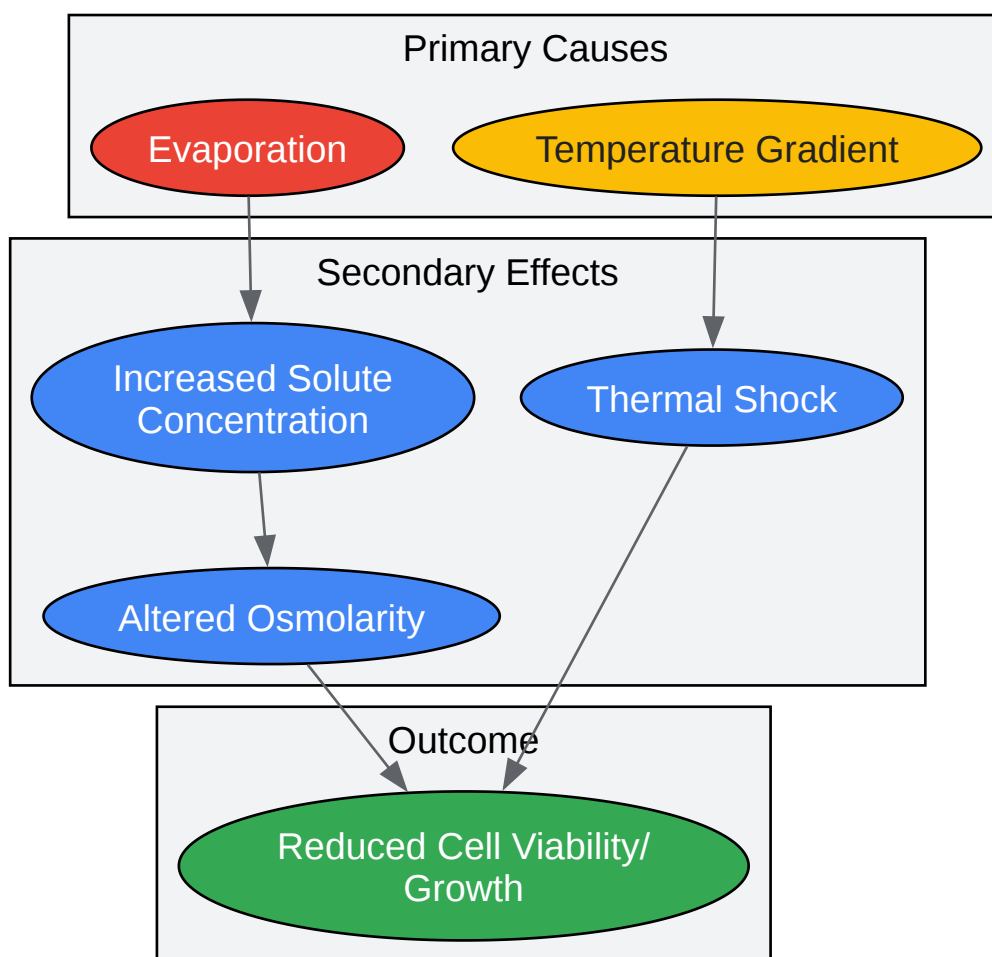 Primary Causes
Evaporation
Temperature Gradient
Secondary Effects
Increased Solute
Concentration
Thermal Shock
Altered Osmolarity
Outcome
Reduced Cell Viability/
Growth